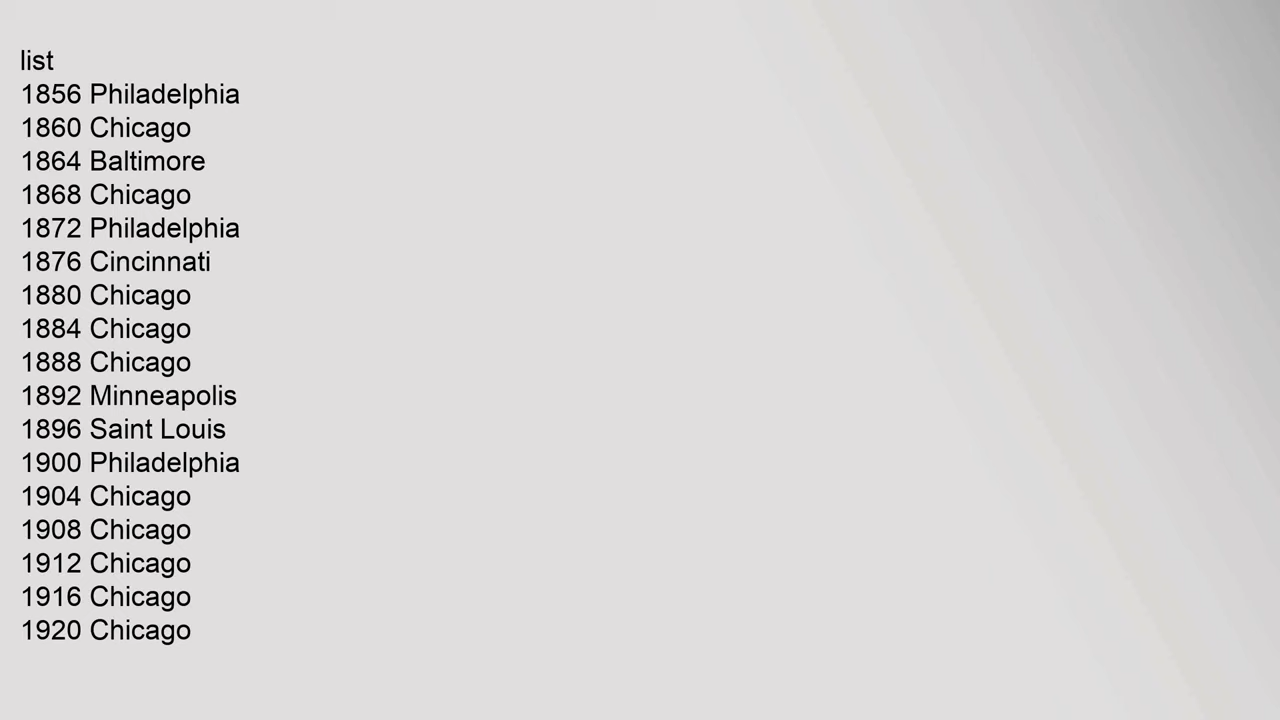 list
1856 Philadelphia
1860 Chicago
1864 Baltimore
1868 Chicago
1872 Philadelphia
1876 Cincinnati
1880 Chicago
1884 Chicago
1888 Chicago
1892 Minneapolis
1896 Saint Louis
1900 Philadelphia
1904 Chicago
1908 Chicago
1912 Chicago
1916 Chicago
1920 Chicago